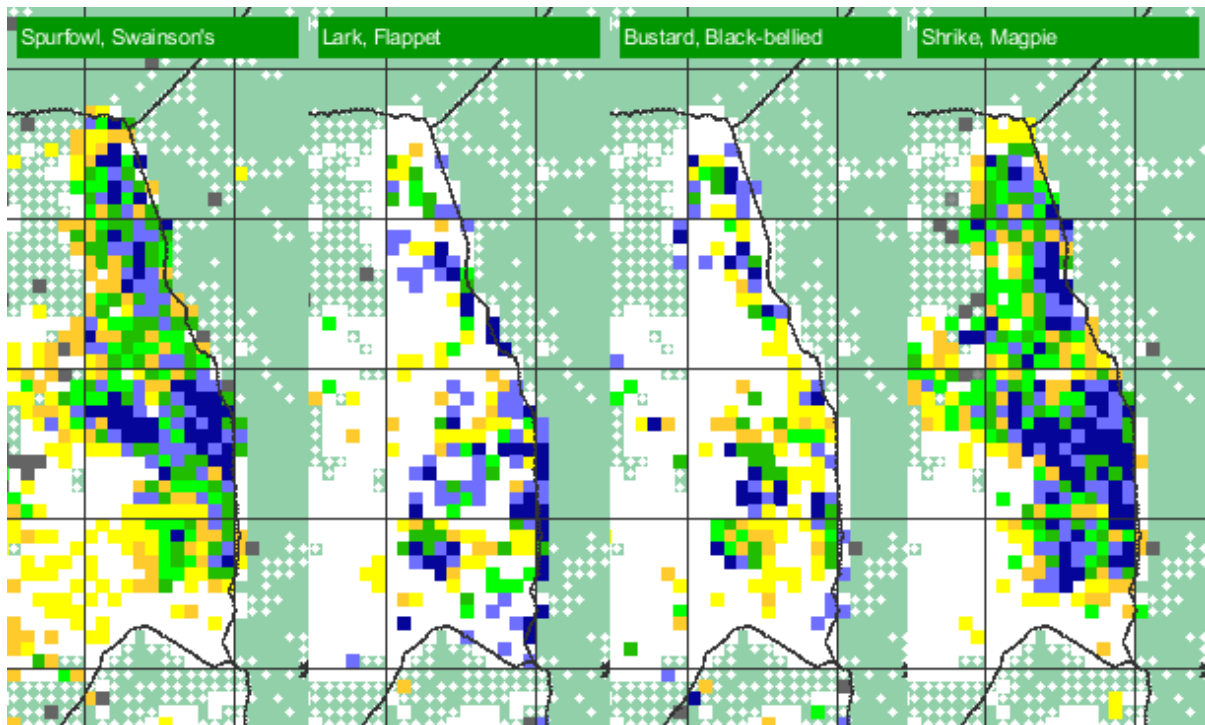 Spurfowl, Swainson's
Lark, Flappet
Bustard, Black-bellied
Shrike, Magpie